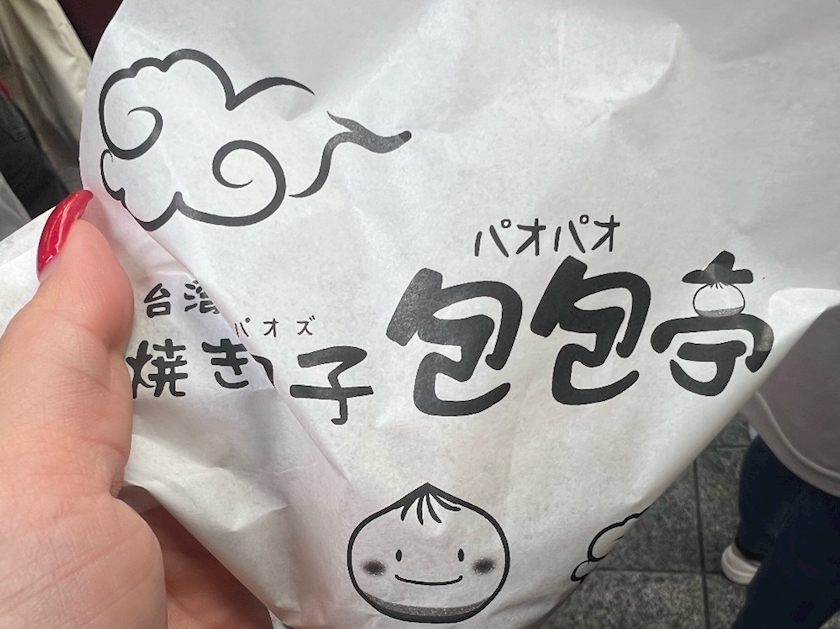 パオパオ
包包亭
台湾
パオズ
焼き 子